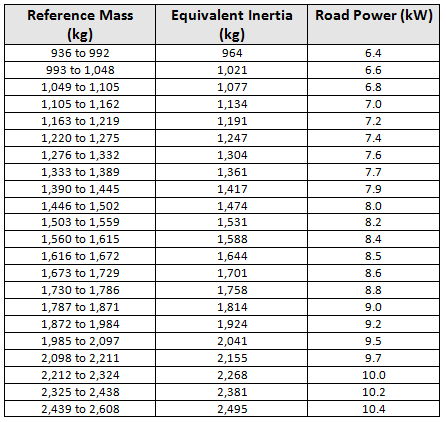 Reference Mass (kg) Equivalent Inertia (kg) Road Power (kW)
936 to 992 964 6.4
993 to 1,048 1,021 6.6
1,049 to 1,105 1,077 6.8
1,105 to 1,162 1,134 7.0
1,163 to 1,219 1,191 7.2
1,220 to 1,275 1,247 7.4
1,276 to 1,332 1,304 7.6
1,333 to 1,389 1,361 7.7
1,390 to 1,445 1,417 7.9
1,446 to 1,502 1,474 8.0
1,503 to 1,559 1,531 8.2
1,560 to 1,615 1,588 8.4
1,616 to 1,672 1,644 8.5
1,673 to 1,729 1,701 8.6
1,730 to 1,786 1,758 8.8
1,787 to 1,871 1,814 9.0
1,872 to 1,984 1,924 9.2
1,985 to 2,097 2,041 9.5
2,098 to 2,211 2,155 9.7
2,212 to 2,324 2,268 10.0
2,325 to 2,438 2,381 10.2
2,439 to 2,608 2,495 10.4